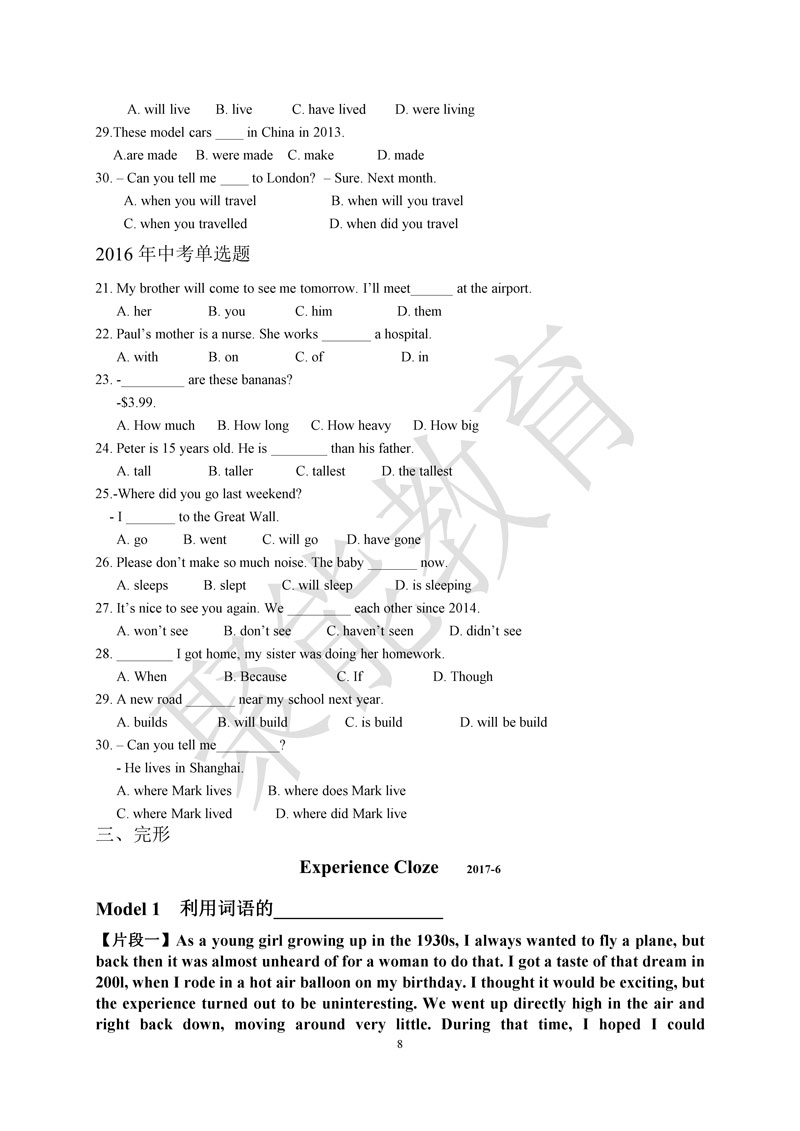 A. will live B. live C. have lived D. were living
29.These model cars ____ in China in 2013.
A.are made B. were made C. make D. made
30. – Can you tell me ____ to London? – Sure. Next month.
A. when you will travel B. when will you travel
C. when you travelled D. when did you travel
2016 年中考单选题
21. My brother will come to see me tomorrow. I’ll meet______ at the airport.
A. her B. you C. him D. them
22. Paul’s mother is a nurse. She works _______ a hospital.
A. with B. on C. of D. in
23. -_________ are these bananas?
-$3.99.
A. How much B. How long C. How heavy D. How big
24. Peter is 15 years old. He is ________ than his father.
A. tall B. taller C. tallest D. the tallest
25.-Where did you go last weekend?
- I _______ to the Great Wall.
A. go B. went C. will go D. have gone
26. Please don’t make so much noise. The baby _______ now.
A. sleeps B. slept C. will sleep D. is sleeping
27. It’s nice to see you again. We _________ each other since 2014.
A. won’t see B. don’t see C. haven’t seen D. didn’t see
28. ________ I got home, my sister was doing her homework.
A. When B. Because C. If D. Though
29. A new road _______ near my school next year.
A. builds B. will build C. is build D. will be build
30. – Can you tell me_________?
- He lives in Shanghai.
A. where Mark lives B. where does Mark live
C. where Mark lived D. where did Mark live
三、完形
Experience Cloze 2017-6
Model 1 利用词语的__________________
【片段一】As a young girl growing up in the 1930s, I always wanted to fly a plane, but
back then it was almost unheard of for a woman to do that. I got a taste of that dream in
200l, when I rode in a hot air balloon on my birthday. I thought it would be exciting, but
the experience turned out to be uninteresting. We went up directly high in the air and
right back down, moving around very little. During that time, I hoped I could
8
聚能教育